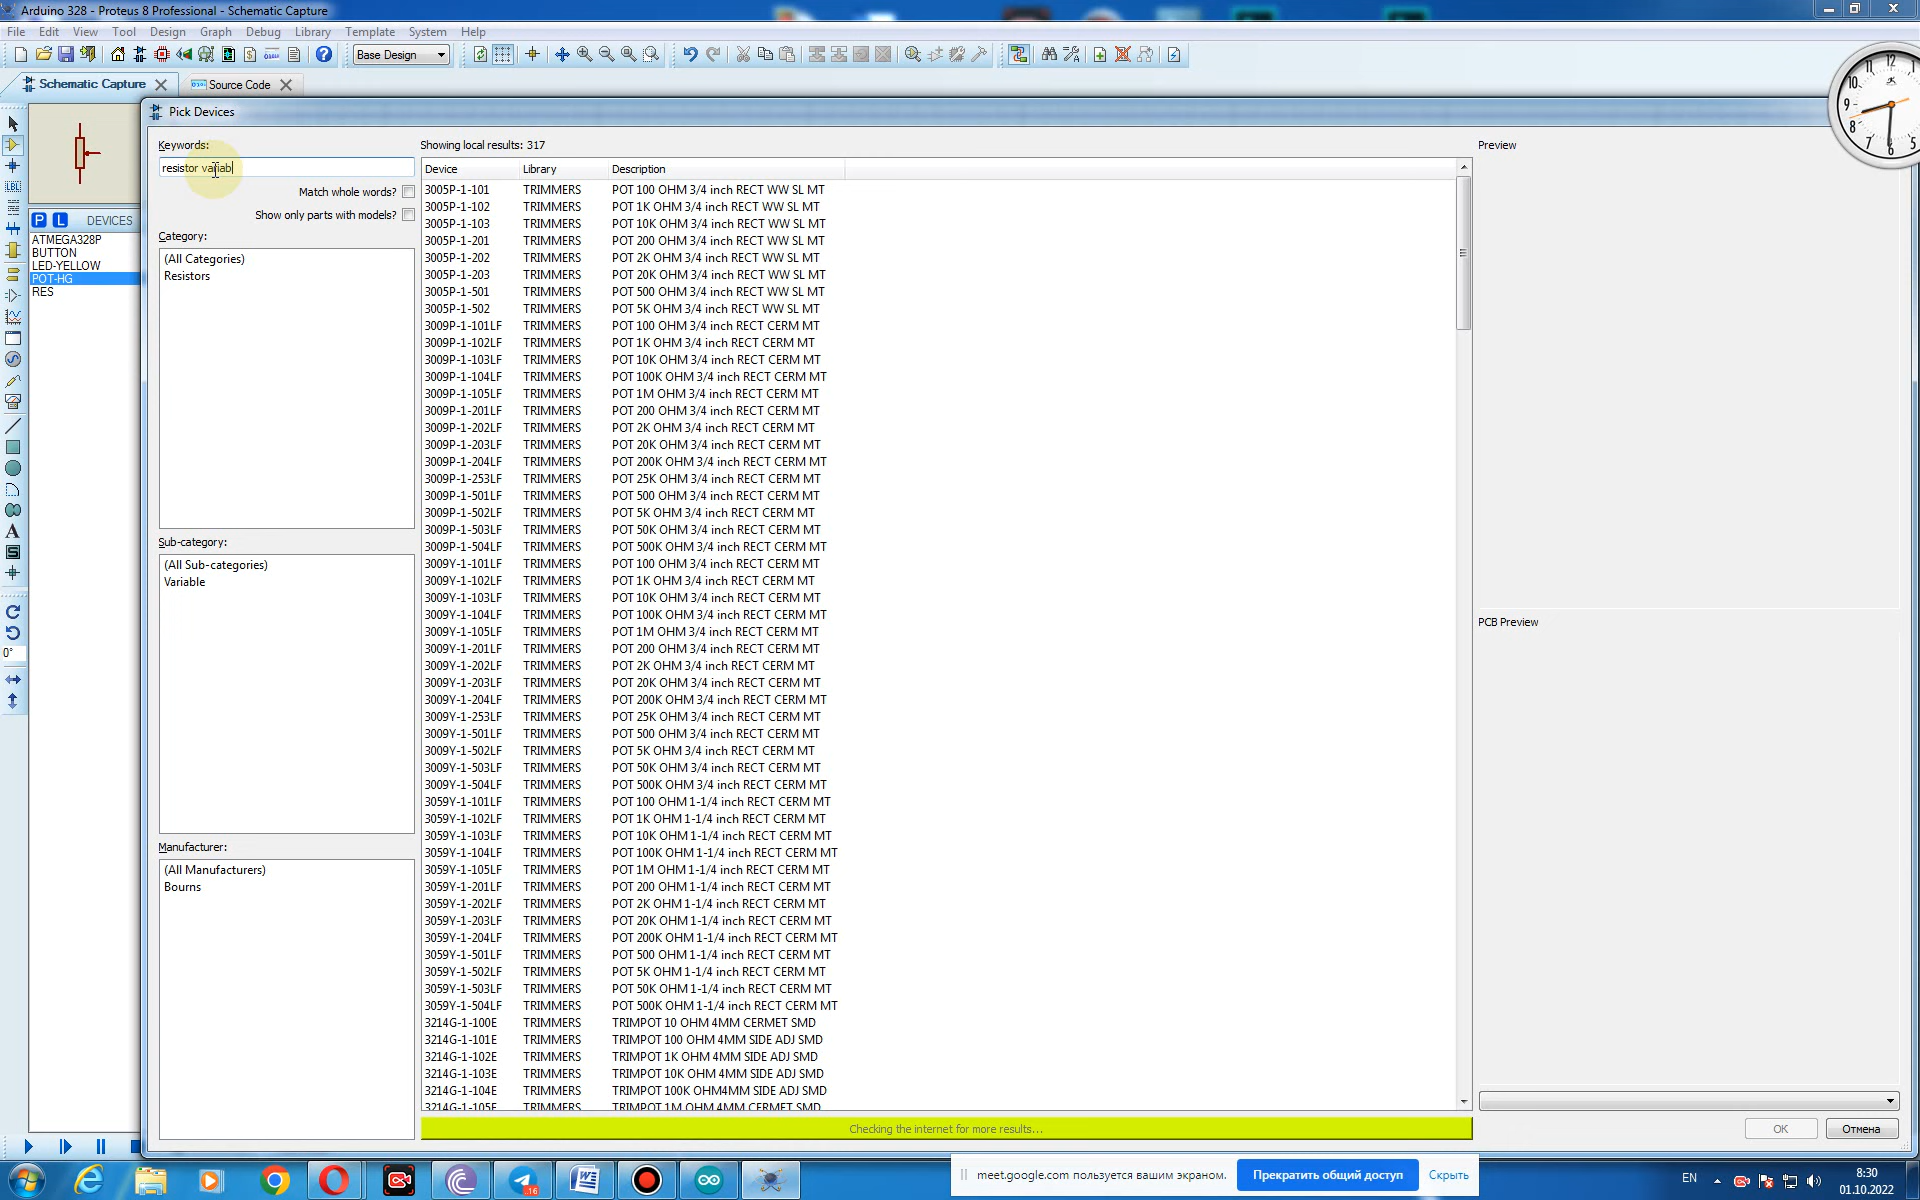 Arduino 328 - Proteus 8 Professional - Schematic Capture
File Edit View Tool Design Graph Debug Library Template System Help
Base Design
Schematic Capture
Source Code
Pick Devices
P L DEVICES
ATMEGA328P
BUTTON
LED-YELLOW
POT-HG
RES
0°
Keywords:
resistor variab
Match whole words?
Show only parts with models?
Category:
(All Categories)
Resistors
Sub-category:
(All Sub-categories)
Variable
Manufacturer:
(All Manufacturers)
Bourns
Showing local results: 317
Device Library Description
3005P-1-101 TRIMMERS POT 100 OHM 3/4 inch RECT WW SL MT
3005P-1-102 TRIMMERS POT 1K OHM 3/4 inch RECT WW SL MT
3005P-1-103 TRIMMERS POT 10K OHM 3/4 inch RECT WW SL MT
3005P-1-201 TRIMMERS POT 200 OHM 3/4 inch RECT WW SL MT
3005P-1-202 TRIMMERS POT 2K OHM 3/4 inch RECT WW SL MT
3005P-1-203 TRIMMERS POT 20K OHM 3/4 inch RECT WW SL MT
3005P-1-501 TRIMMERS POT 500 OHM 3/4 inch RECT WW SL MT
3005P-1-502 TRIMMERS POT 5K OHM 3/4 inch RECT WW SL MT
3009P-1-101LF TRIMMERS POT 100 OHM 3/4 inch RECT CERM MT
3009P-1-102LF TRIMMERS POT 1K OHM 3/4 inch RECT CERM MT
3009P-1-103LF TRIMMERS POT 10K OHM 3/4 inch RECT CERM MT
3009P-1-104LF TRIMMERS POT 100K OHM 3/4 inch RECT CERM MT
3009P-1-105LF TRIMMERS POT 1M OHM 3/4 inch RECT CERM MT
3009P-1-201LF TRIMMERS POT 200 OHM 3/4 inch RECT CERM MT
3009P-1-202LF TRIMMERS POT 2K OHM 3/4 inch RECT CERM MT
3009P-1-203LF TRIMMERS POT 20K OHM 3/4 inch RECT CERM MT
3009P-1-204LF TRIMMERS POT 200K OHM 3/4 inch RECT CERM MT
3009P-1-253LF TRIMMERS POT 25K OHM 3/4 inch RECT CERM MT
3009P-1-501LF TRIMMERS POT 500 OHM 3/4 inch RECT CERM MT
3009P-1-502LF TRIMMERS POT 5K OHM 3/4 inch RECT CERM MT
3009P-1-503LF TRIMMERS POT 50K OHM 3/4 inch RECT CERM MT
3009P-1-504LF TRIMMERS POT 500K OHM 3/4 inch RECT CERM MT
3009Y-1-101LF TRIMMERS POT 100 OHM 3/4 inch RECT CERM MT
3009Y-1-102LF TRIMMERS POT 1K OHM 3/4 inch RECT CERM MT
3009Y-1-103LF TRIMMERS POT 10K OHM 3/4 inch RECT CERM MT
3009Y-1-104LF TRIMMERS POT 100K OHM 3/4 inch RECT CERM MT
3009Y-1-105LF TRIMMERS POT 1M OHM 3/4 inch RECT CERM MT
3009Y-1-201LF TRIMMERS POT 200 OHM 3/4 inch RECT CERM MT
3009Y-1-202LF TRIMMERS POT 2K OHM 3/4 inch RECT CERM MT
3009Y-1-203LF TRIMMERS POT 20K OHM 3/4 inch RECT CERM MT
3009Y-1-204LF TRIMMERS POT 200K OHM 3/4 inch RECT CERM MT
3009Y-1-253LF TRIMMERS POT 25K OHM 3/4 inch RECT CERM MT
3009Y-1-501LF TRIMMERS POT 500 OHM 3/4 inch RECT CERM MT
3009Y-1-502LF TRIMMERS POT 5K OHM 3/4 inch RECT CERM MT
3009Y-1-503LF TRIMMERS POT 50K OHM 3/4 inch RECT CERM MT
3009Y-1-504LF TRIMMERS POT 500K OHM 3/4 inch RECT CERM MT
3059Y-1-101LF TRIMMERS POT 100 OHM 1-1/4 inch RECT CERM MT
3059Y-1-102LF TRIMMERS POT 1K OHM 1-1/4 inch RECT CERM MT
3059Y-1-103LF TRIMMERS POT 10K OHM 1-1/4 inch RECT CERM MT
3059Y-1-104LF TRIMMERS POT 100K OHM 1-1/4 inch RECT CERM MT
3059Y-1-105LF TRIMMERS POT 1M OHM 1-1/4 inch RECT CERM MT
3059Y-1-201LF TRIMMERS POT 200 OHM 1-1/4 inch RECT CERM MT
3059Y-1-202LF TRIMMERS POT 2K OHM 1-1/4 inch RECT CERM MT
3059Y-1-203LF TRIMMERS POT 20K OHM 1-1/4 inch RECT CERM MT
3059Y-1-204LF TRIMMERS POT 200K OHM 1-1/4 inch RECT CERM MT
3059Y-1-501LF TRIMMERS POT 500 OHM 1-1/4 inch RECT CERM MT
3059Y-1-502LF TRIMMERS POT 5K OHM 1-1/4 inch RECT CERM MT
3059Y-1-503LF TRIMMERS POT 50K OHM 1-1/4 inch RECT CERM MT
3059Y-1-504LF TRIMMERS POT 500K OHM 1-1/4 inch RECT CERM MT
3214G-1-100E TRIMMERS TRIMPOT 10 OHM 4MM CERMET SMD
3214G-1-101E TRIMMERS TRIMPOT 100 OHM 4MM SIDE ADJ SMD
3214G-1-102E TRIMMERS TRIMPOT 1K OHM 4MM SIDE ADJ SMD
3214G-1-103E TRIMMERS TRIMPOT 10K OHM 4MM SIDE ADJ SMD
3214G-1-104E TRIMMERS TRIMPOT 100K OHM4MM SIDE ADJ SMD
3214G-1-105E TRIMMERS TRIMPOT 1M OHM 4MM CERMET SMD
Checking the internet for more results...
Preview
PCB Preview
OK
Отмена
12 1 2 3 4 5 6 7 8 9 10 11
meet.google.com пользуется вашим экраном.
Прекратить общий доступ
Скрыть
16
EN
8:30
01.10.2022